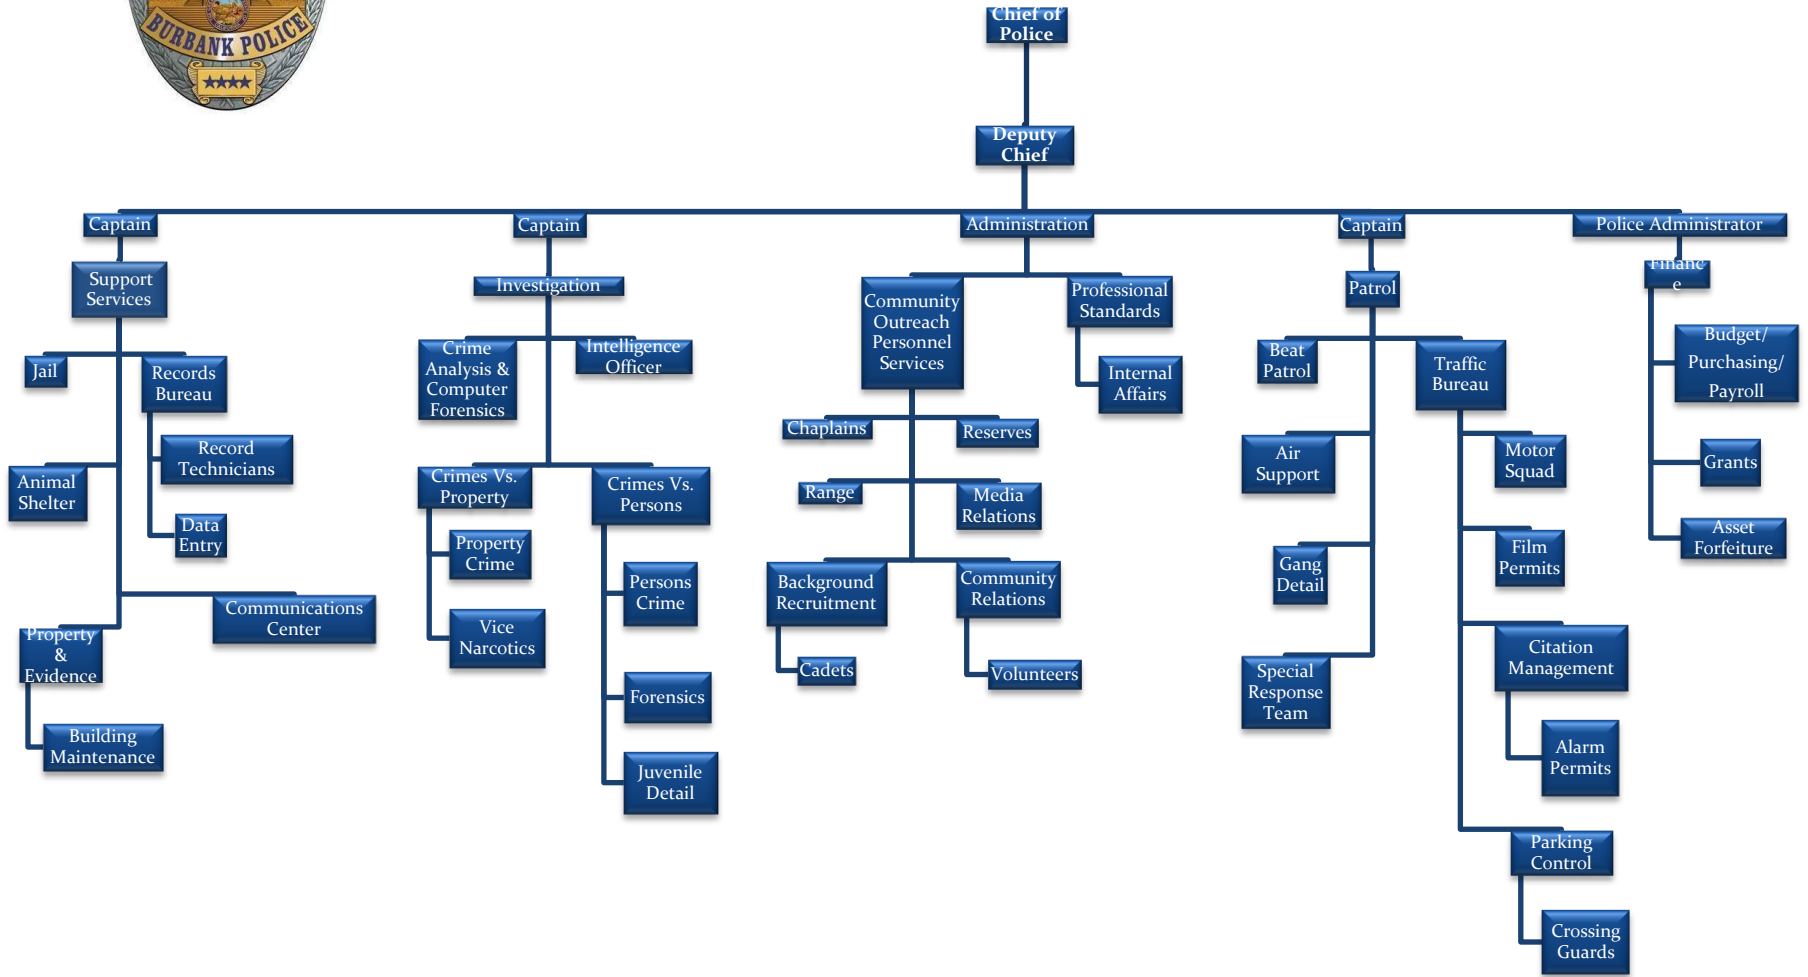 BURBANK POLICE
Chief of
Police
Deputy
Chief
Captain
Support
Services
Jail
Records
Bureau
Record
Technicians
Animal
Shelter
Data
Entry
Communications
Center
Property
&
Evidence
Building
Maintenance
Captain
Investigation
Crime
Analysis &
Computer
Forensics
Intelligence
Officer
Crimes Vs.
Property
Property
Crime
Vice
Narcotics
Crimes Vs.
Persons
Persons
Crime
Forensics
Juvenile
Detail
Administration
Community
Outreach
Personnel
Services
Professional
Standards
Internal
Affairs
Chaplains
Reserves
Range
Media
Relations
Background
Recruitment
Cadets
Community
Relations
Volunteers
Captain
Patrol
Beat
Patrol
Air
Support
Gang
Detail
Special
Response
Team
Traffic
Bureau
Motor
Squad
Film
Permits
Citation
Management
Alarm
Permits
Parking
Control
Crossing
Guards
Police Administrator
Financ
e
Budget/
Purchasing/
Payroll
Grants
Asset
Forfeiture